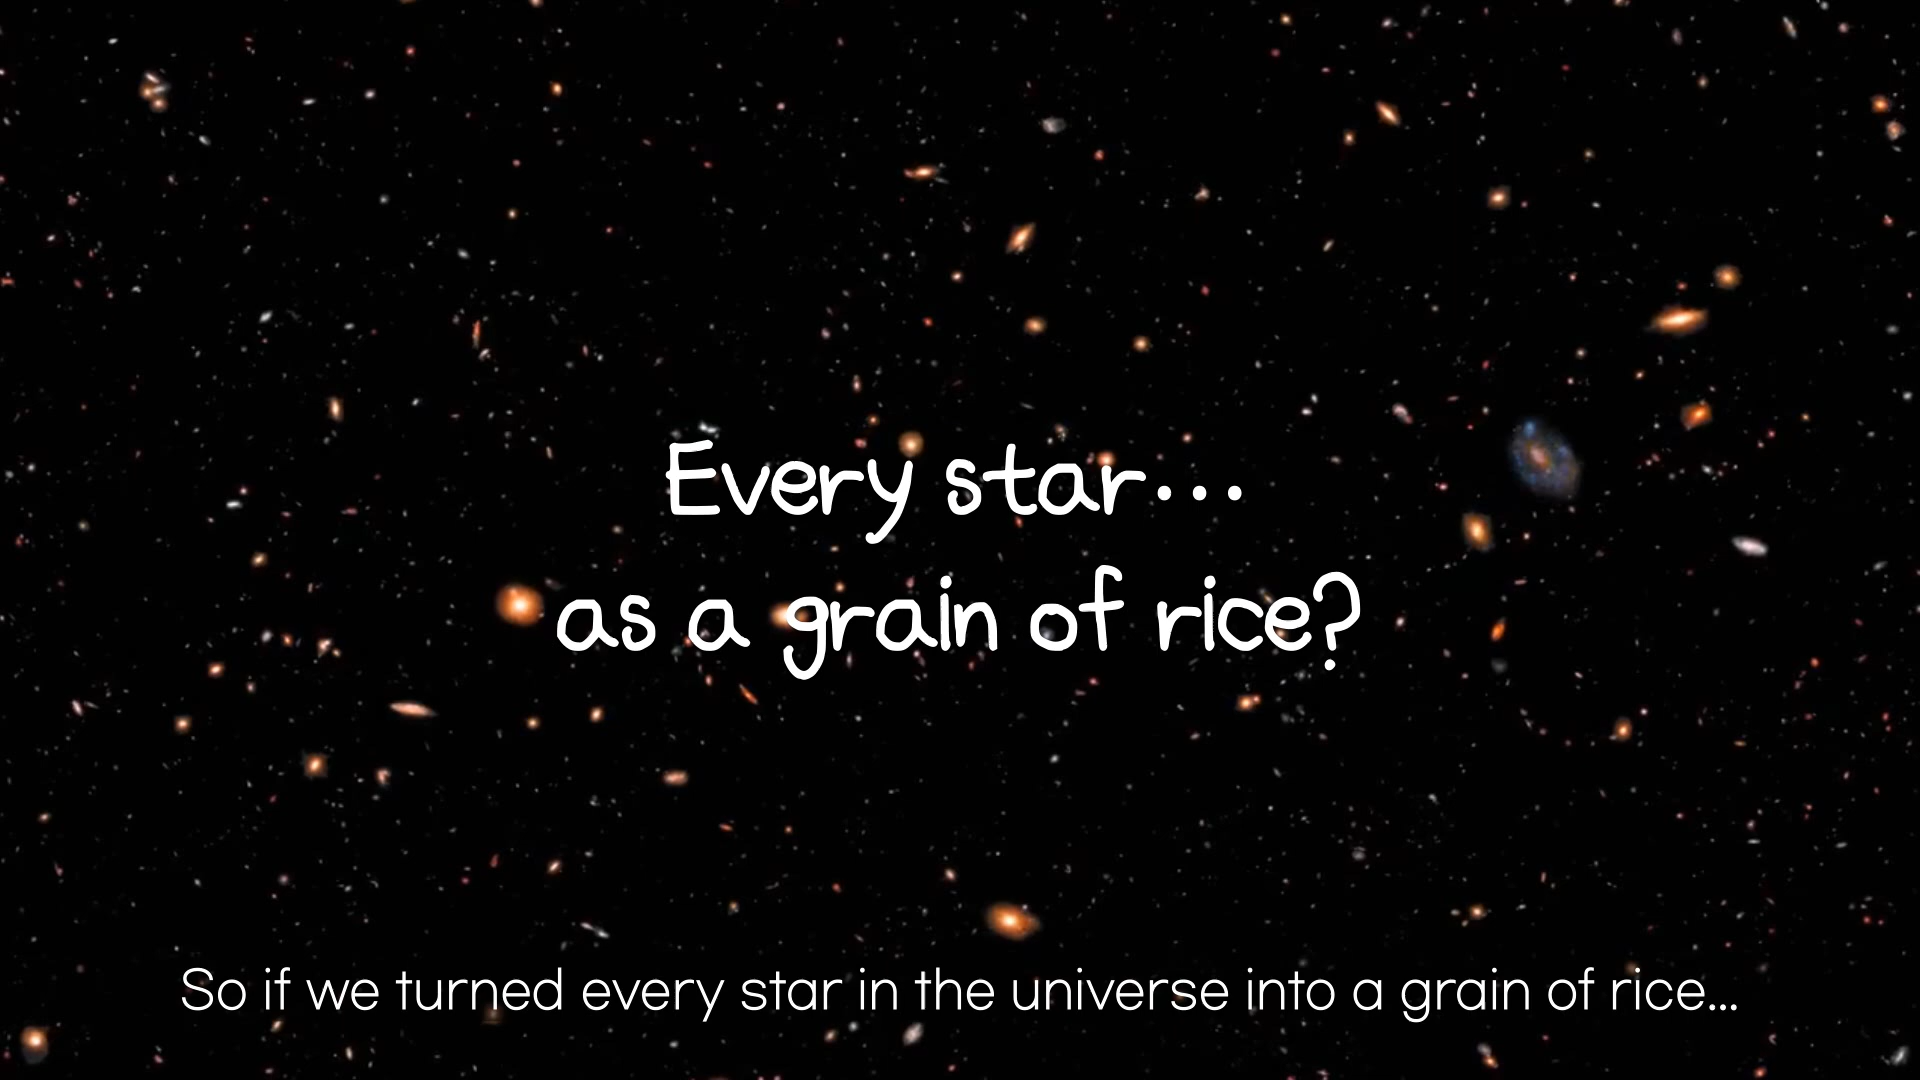 Every star...
as a grain of rice?
So if we turned every star in the universe into a grain of rice...